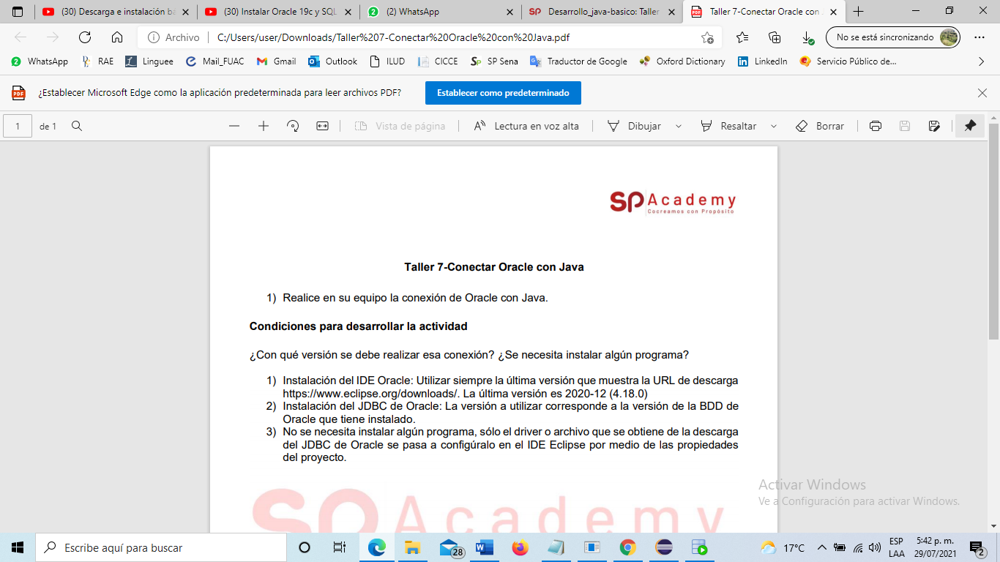 (30) Descarga e instalación ba
(30) Instalar Oracle 19c y SQL
(2) WhatsApp
Desarrollo_java-basico: Taller
Taller 7-Conectar Oracle con J
Archivo
C:/Users/user/Downloads/Taller%207-Conectar%20Oracle%20con%20Java.pdf
No se está sincronizando
WhatsApp
RAE
Linguee
Mail_FUAC
Gmail
Outlook
ILUD
CICCE
SP Sena
Traductor de Google
Oxford Dictionary
LinkedIn
Servicio Público de...
PDF
¿Establecer Microsoft Edge como la aplicación predeterminada para leer archivos PDF?
Establecer como predeterminado
1
de 1
Vista de página
Lectura en voz alta
Dibujar
Resaltar
Borrar
SP Academy
Cocreamos con Propósito
Taller 7-Conectar Oracle con Java
1) Realice en su equipo la conexión de Oracle con Java.
Condiciones para desarrollar la actividad
¿Con qué versión se debe realizar esa conexión? ¿Se necesita instalar algún programa?
1) Instalación del IDE Oracle: Utilizar siempre la última versión que muestra la URL de descarga
https://www.eclipse.org/downloads/. La última versión es 2020-12 (4.18.0)
2) Instalación del JDBC de Oracle: La versión a utilizar corresponde a la versión de la BDD de
Oracle que tiene instalado.
3) No se necesita instalar algún programa, sólo el driver o archivo que se obtiene de la descarga
del JDBC de Oracle se pasa a configúralo en el IDE Eclipse por medio de las propiedades
del proyecto.
SP Academy
Activar Windows
Ve a Configuración para activar Windows.
Escribe aquí para buscar
28
17°C
ESP
LAA
5:42 p. m.
29/07/2021
2